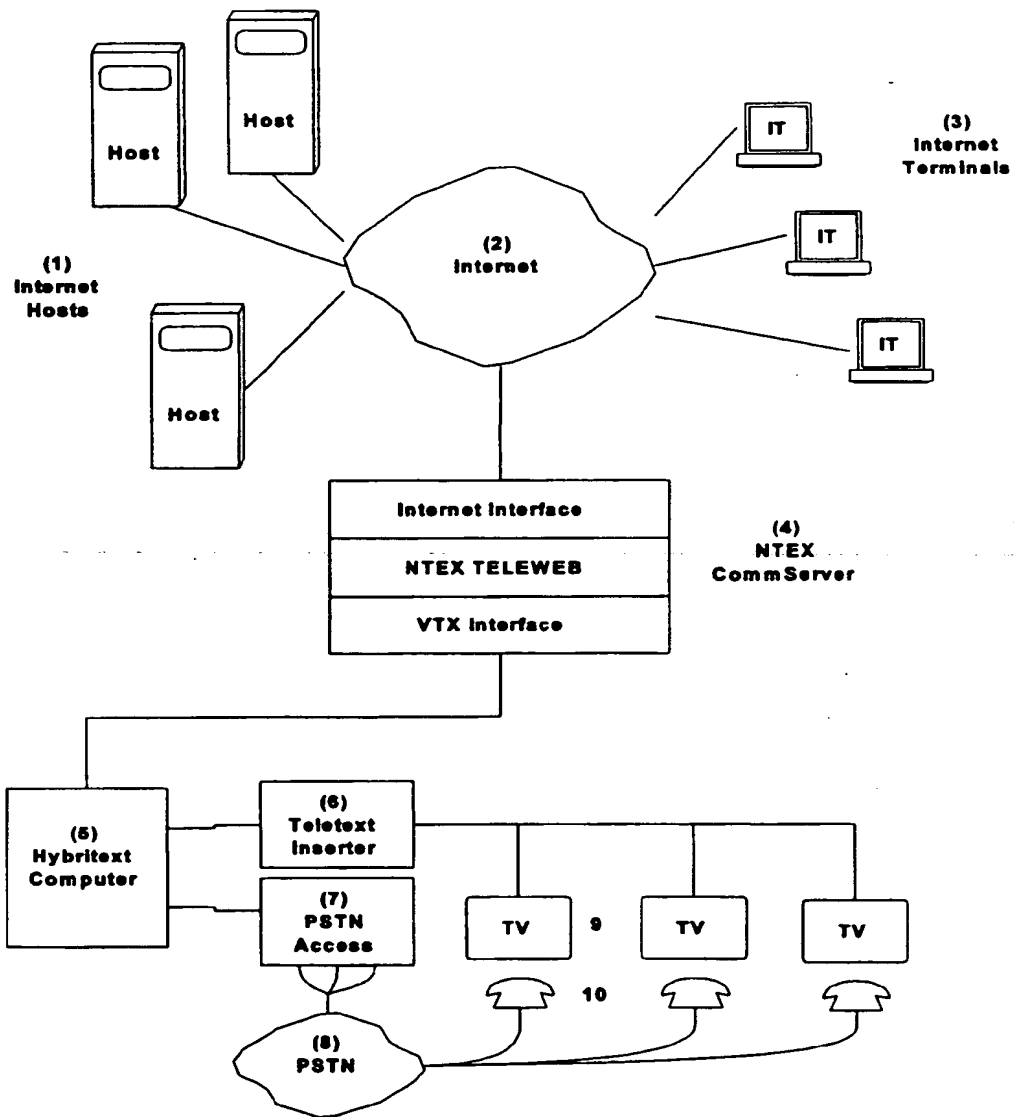 Host
Host
IT
(3)
Internet
Terminals
(2)
Internet
IT
(1)
Internet
Hosts
IT
Host
Internet Interface
NTEX TELEWEB
VTX Interface
(4)
NTEX
CommServer
(5)
Hybritext
Computer
(6)
Teletext
Inserter
(7)
PSTN
Access
TV
9
TV
TV
10
(8)
PSTN